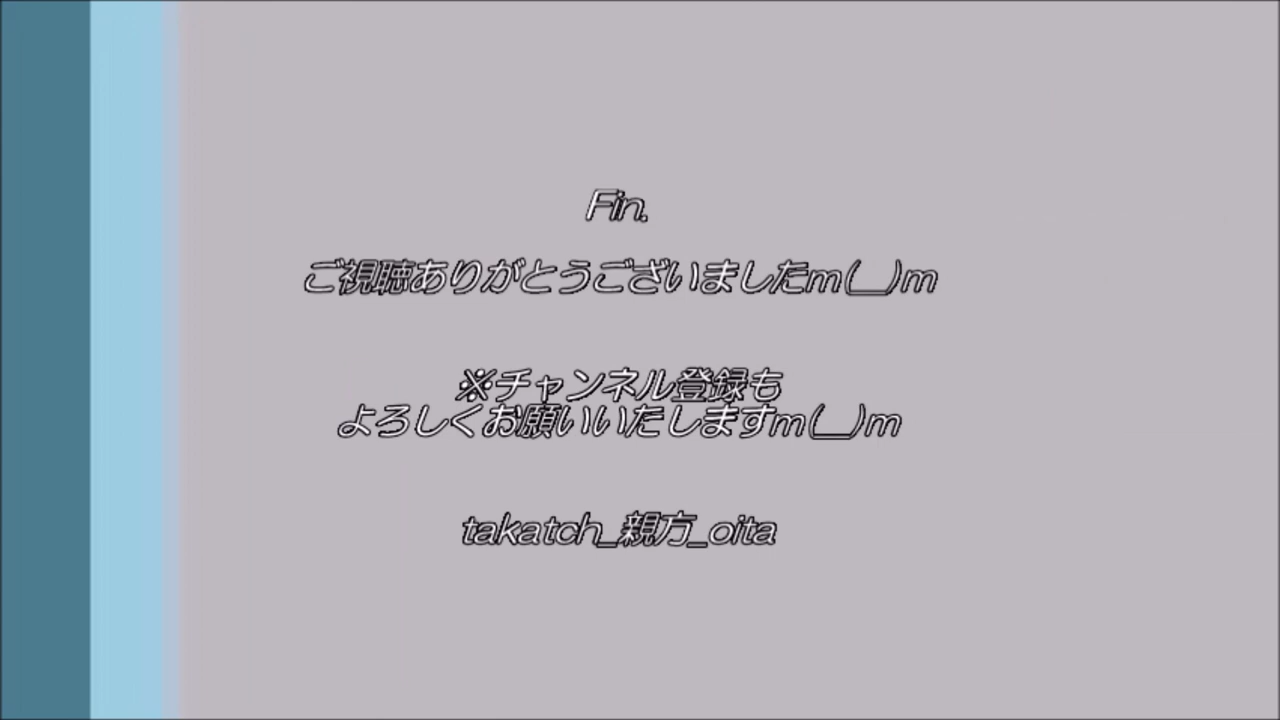 Fin.
ご視聴ありがとうございましたm(__)m
※チャンネル登録も
よろしくお願いいたしますm(__)m
takatch_親方_oita